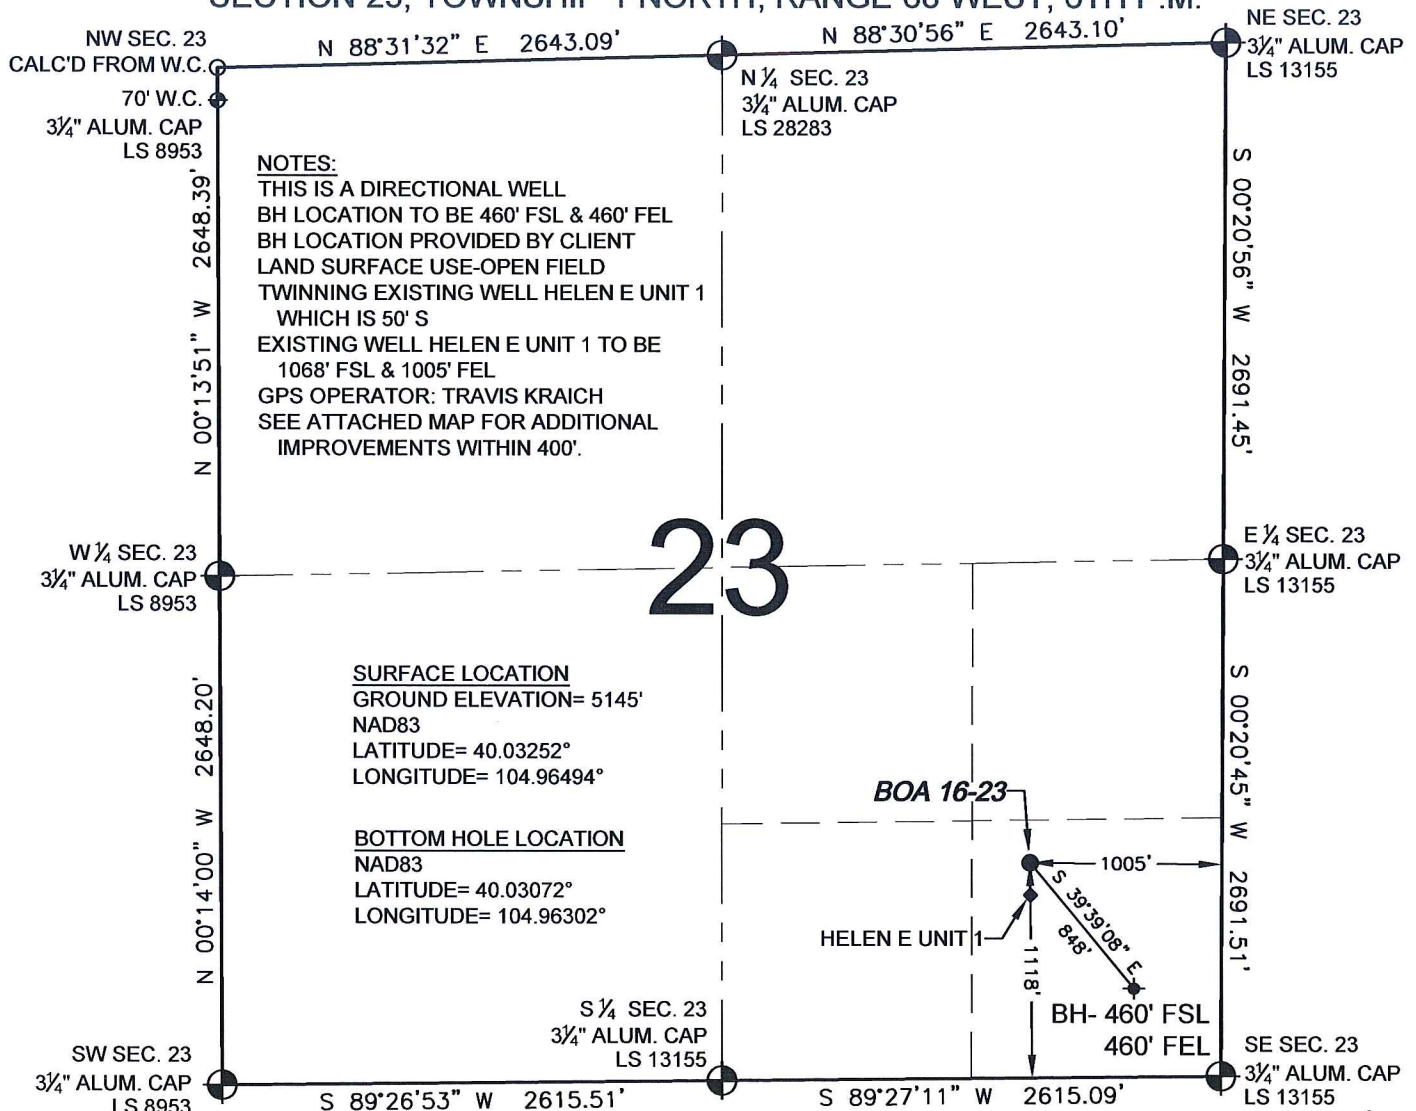 SECTION 23, TOWNSHIP 1 NORTH, RANGE 68 WEST, 6TH P.M.
NW SEC. 23
CALC'D FROM W.C.
70' W.C.
3¼" ALUM. CAP
LS 8953
N 88°31'32" E 2643.09'
N ¼ SEC. 23
3¼" ALUM. CAP
LS 28283
N 88°30'56" E 2643.10'
NE SEC. 23
3¼" ALUM. CAP
LS 13155
NOTES:
THIS IS A DIRECTIONAL WELL
BH LOCATION TO BE 460' FSL & 460' FEL
BH LOCATION PROVIDED BY CLIENT
LAND SURFACE USE-OPEN FIELD
TWINNING EXISTING WELL HELEN E UNIT 1
WHICH IS 50' S
EXISTING WELL HELEN E UNIT 1 TO BE
1068' FSL & 1005' FEL
GPS OPERATOR: TRAVIS KRAICH
SEE ATTACHED MAP FOR ADDITIONAL
IMPROVEMENTS WITHIN 400'.
N 00°13'51" W 2648.39'
S 00°20'56" W 2691.45'
W ¼ SEC. 23
3¼" ALUM. CAP
LS 8953
23
E ¼ SEC. 23
3¼" ALUM. CAP
LS 13155
SURFACE LOCATION
GROUND ELEVATION= 5145'
NAD83
LATITUDE= 40.03252°
LONGITUDE= 104.96494°
BOTTOM HOLE LOCATION
NAD83
LATITUDE= 40.03072°
LONGITUDE= 104.96302°
N 00°14'00" W 2648.20'
S 00°20'45" W 2691.51'
BOA 16-23
1005'
S 39°39'08" E
848'
HELEN E UNIT 1
1118'
BH- 460' FSL
460' FEL
SW SEC. 23
3¼" ALUM. CAP
LS 8953
S 89°26'53" W 2615.51'
S ¼ SEC. 23
3¼" ALUM. CAP
LS 13155
S 89°27'11" W 2615.09'
SE SEC. 23
3¼" ALUM. CAP
LS 13155